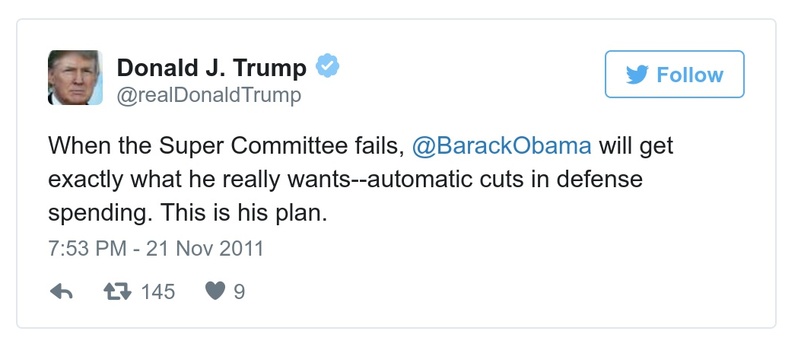 Donald J. Trump
@realDonaldTrump
Follow
When the Super Committee fails, @BarackObama will get
exactly what he really wants--automatic cuts in defense
spending. This is his plan.
7:53 PM - 21 Nov 2011
145 9